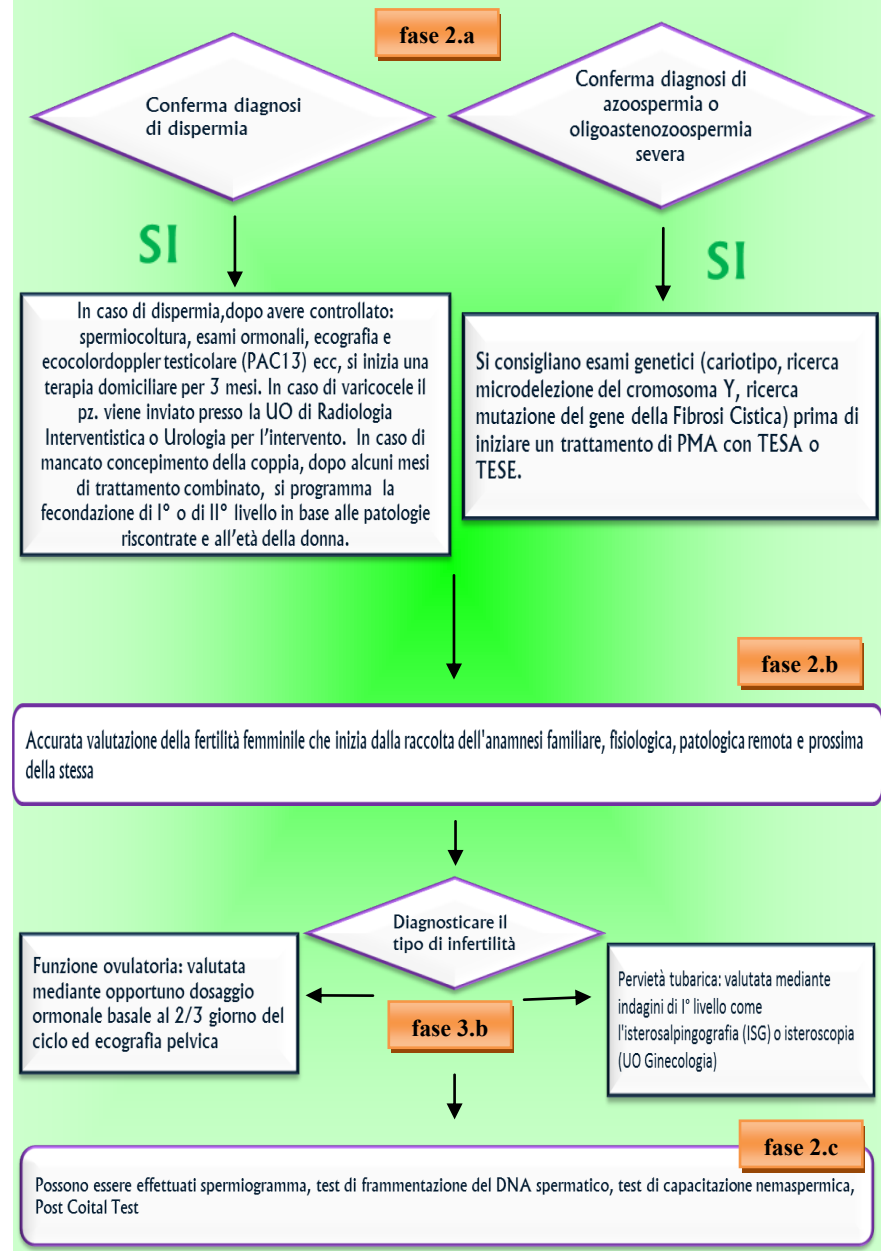 fase 2.a
Conferma diagnosi
di dispermia
Conferma diagnosi di
azoospermia o
oligoastenozoospermia
severa
SI
SI
In caso di dispermia,dopo avere controllato:
spermiocoltura, esami ormonali, ecografia e
ecocolordoppler testicolare (PAC13) ecc, si inizia una
terapia domiciliare per 3 mesi. In caso di varicocele il
pz. viene inviato presso la UO di Radiologia
Interventistica o Urologia per l'intervento. In caso di
mancato concepimento della coppia, dopo alcuni mesi
di trattamento combinato, si programma la
fecondazione di I° o di II° livello in base alle patologie
riscontrate e all'età della donna.
Si consigliano esami genetici (cariotipo, ricerca
microdelezione del cromosoma Y, ricerca
mutazione del gene della Fibrosi Cistica) prima di
iniziare un trattamento di PMA con TESA o
TESE.
fase 2.b
Accurata valutazione della fertilità femminile che inizia dalla raccolta dell'anamnesi familiare, fisiologica, patologica remota e prossima
della stessa
Diagnosticare il
tipo di infertilità
Funzione ovulatoria: valutata
mediante opportuno dosaggio
ormonale basale al 2/3 giorno del
ciclo ed ecografia pelvica
fase 3.b
Pervietà tubarica: valutata mediante
indagini di I° livello come
l'isterosalpingografia (ISG) o isteroscopia
(UO Ginecologia)
fase 2.c
Possono essere effettuati spermiogramma, test di frammentazione del DNA spermatico, test di capacitazione nemaspermica,
Post Coital Test